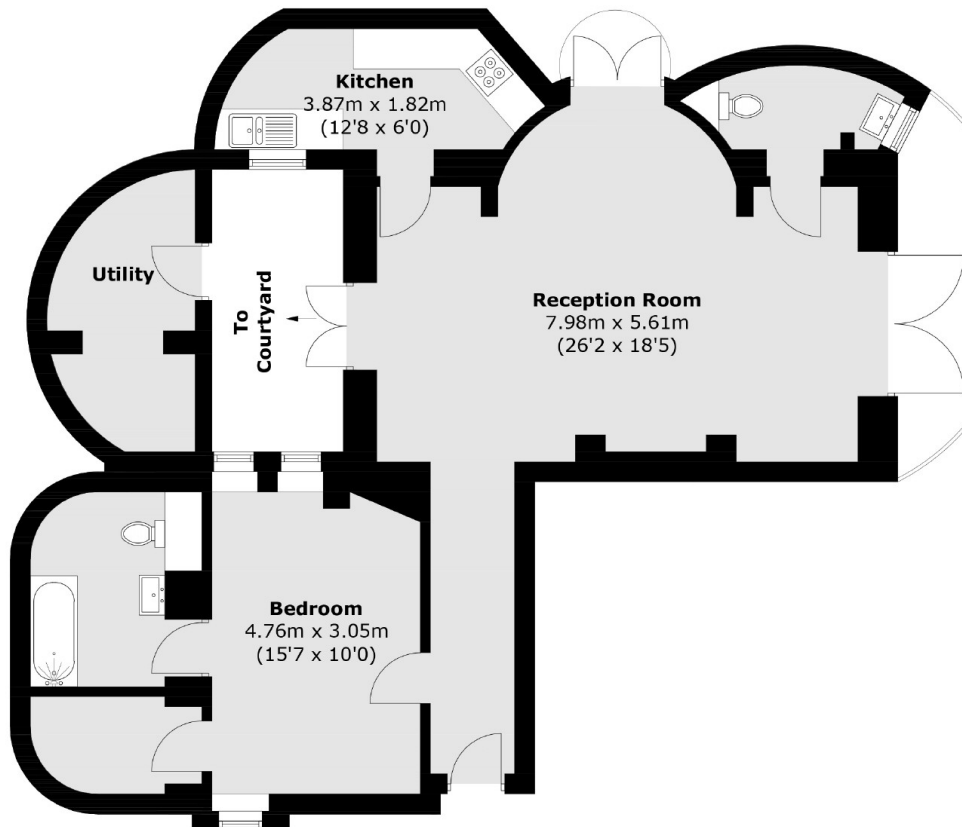 Kitchen
3.87m x 1.82m
(12'8 x 6'0)
Utility
To
Courtyard
Reception Room
7.98m x 5.61m
(26'2 x 18'5)
Bedroom
4.76m x 3.05m
(15'7 x 10'0)